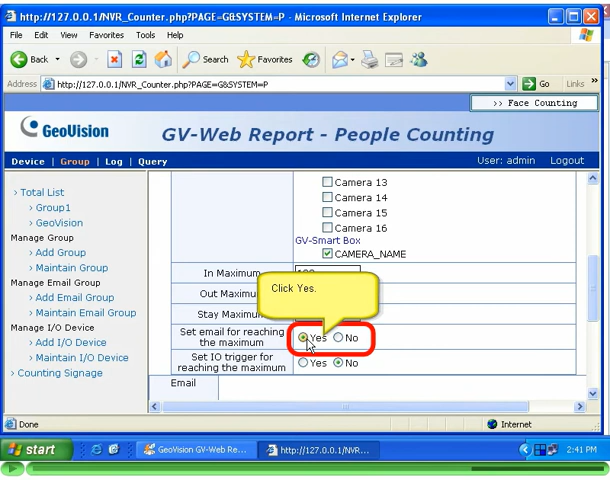 http://127.0.0.1/NVR_Counter.php?PAGE=G&SYSTEM=P - Microsoft Internet Explorer
File Edit View Favorites Tools Help
Back Search Favorites
Address http://127.0.0.1/NVR_Counter.php?PAGE=G&SYSTEM=P Go Links »
>> Face Counting
GeoVision GV-Web Report - People Counting
Device | Group | Log | Query User: admin Logout
> Total List
> Group1
> GeoVision
Manage Group
> Add Group
> Maintain Group
Manage Email Group
> Add Email Group
> Maintain Email Group
Manage I/O Device
> Add I/O Device
> Maintain I/O Device
> Counting Signage
Camera 13
Camera 14
Camera 15
Camera 16
GV-Smart Box
CAMERA_NAME
In Maximum
Out Maximu
Stay Maximum
Click Yes.
Set email for reaching
the maximum
Yes No
Set IO trigger for
reaching the maximum
Yes No
Email
Done Internet
start GeoVision GV-Web Re... http://127.0.0.1/NVR... 2:41 PM